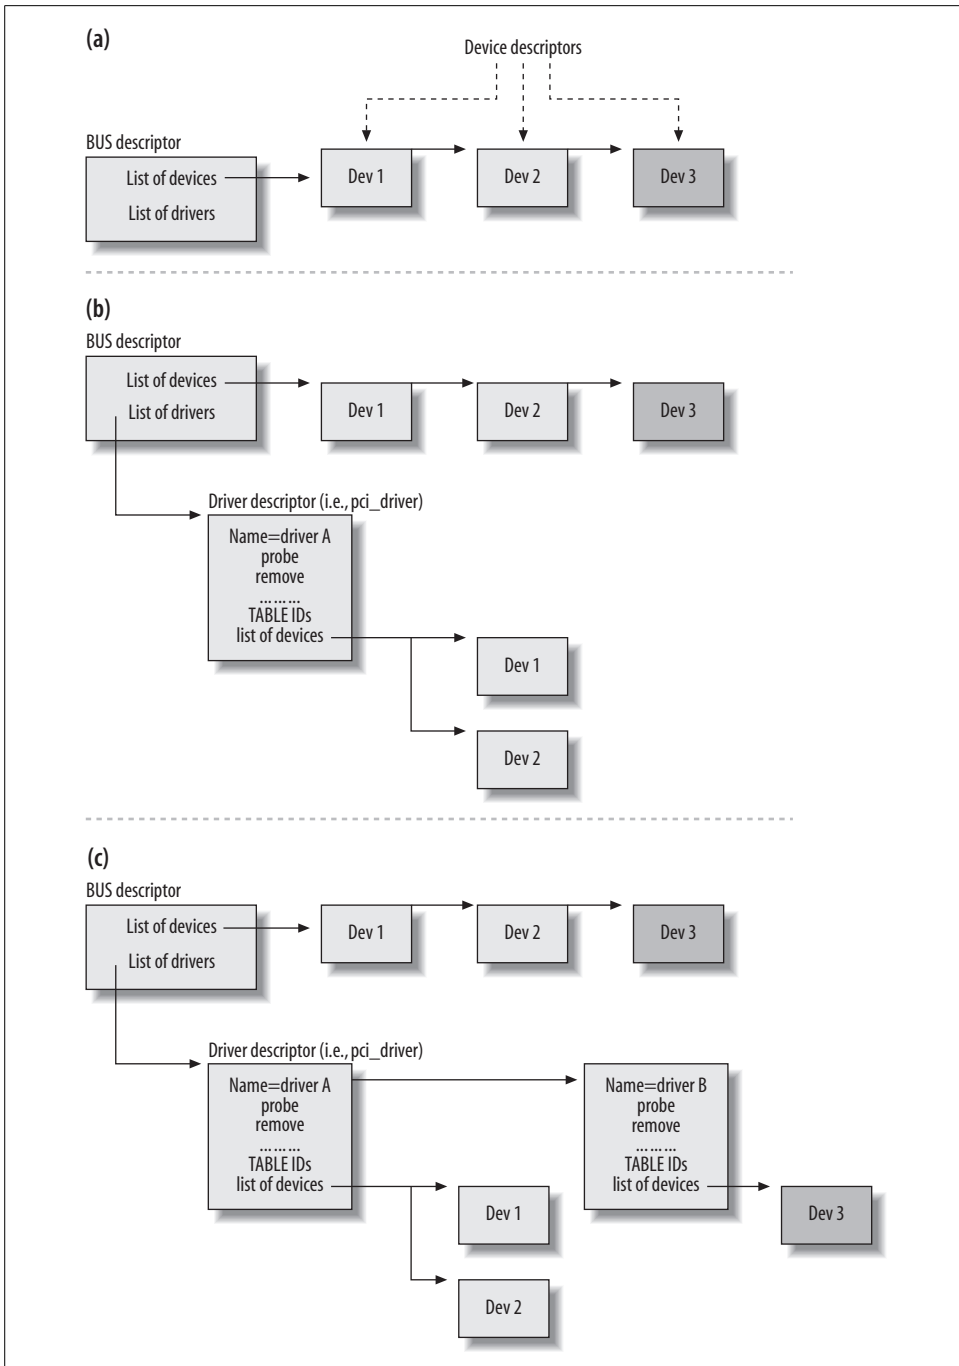 (a)
Device descriptors
BUS descriptor
List of devices
List of drivers
Dev 1
Dev 2
Dev 3
(b)
BUS descriptor
List of devices
List of drivers
Dev 1
Dev 2
Dev 3
Driver descriptor (i.e., pci_driver)
Name=driver A
probe
remove
………
TABLE IDs
list of devices
Dev 1
Dev 2
(c)
BUS descriptor
List of devices
List of drivers
Dev 1
Dev 2
Dev 3
Driver descriptor (i.e., pci_driver)
Name=driver A
probe
remove
………
TABLE IDs
list of devices
Dev 1
Dev 2
Name=driver B
probe
remove
………
TABLE IDs
list of devices
Dev 3